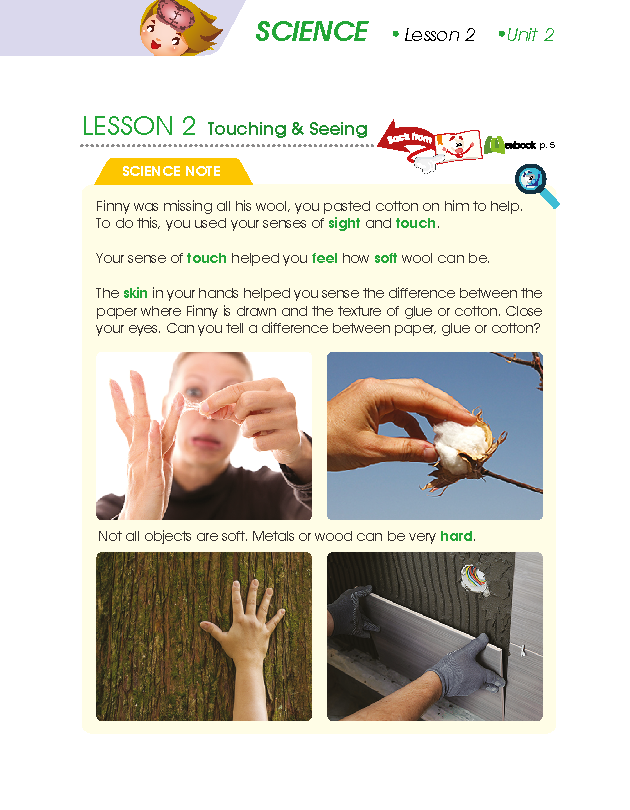 SCIENCE • Lesson 2 • Unit 2
LESSON 2 Touching & Seeing
Task from
p. 5
SCIENCE NOTE
Finny was missing all his wool, you pasted cotton on him to help.
To do this, you used your senses of sight and touch.
Your sense of touch helped you feel how soft wool can be.
The skin in your hands helped you sense the difference between the
paper where Finny is drawn and the texture of glue or cotton. Close
your eyes. Can you tell a difference between paper, glue or cotton?
Not all objects are soft. Metals or wood can be very hard.